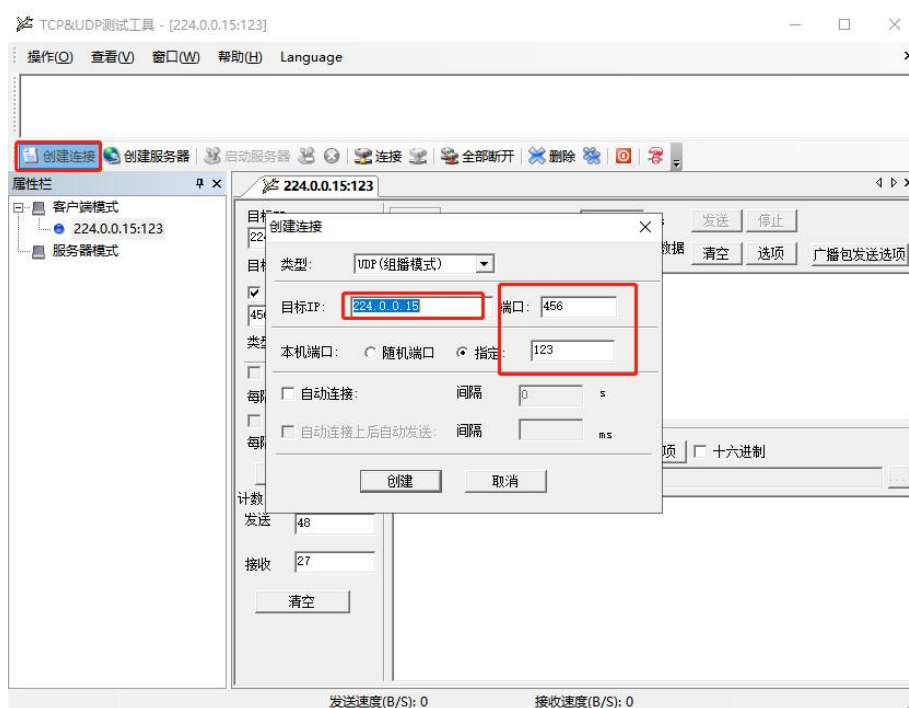 TCP&UDP测试工具 - [224.0.0.15:123]
操作(O) 查看(V) 窗口(W) 帮助(H) Language
创建连接 创建服务器 启动服务器 连接 全部断开 删除
属性栏
224.0.0.15:123
客户端模式
224.0.0.15:123
服务器模式
发送 停止
数据 清空 选项 广播包发送选项
创建连接
类型: UDP(组播模式)
目标IP: 224.0.0.15 端口: 456
本机端口: 随机端口 指定: 123
自动连接: 间隔 0 s
自动连接上后自动发送: 间隔 ms
创建 取消
十六进制
计数
发送 48
接收 27
清空
发送速度(B/S): 0 接收速度(B/S): 0